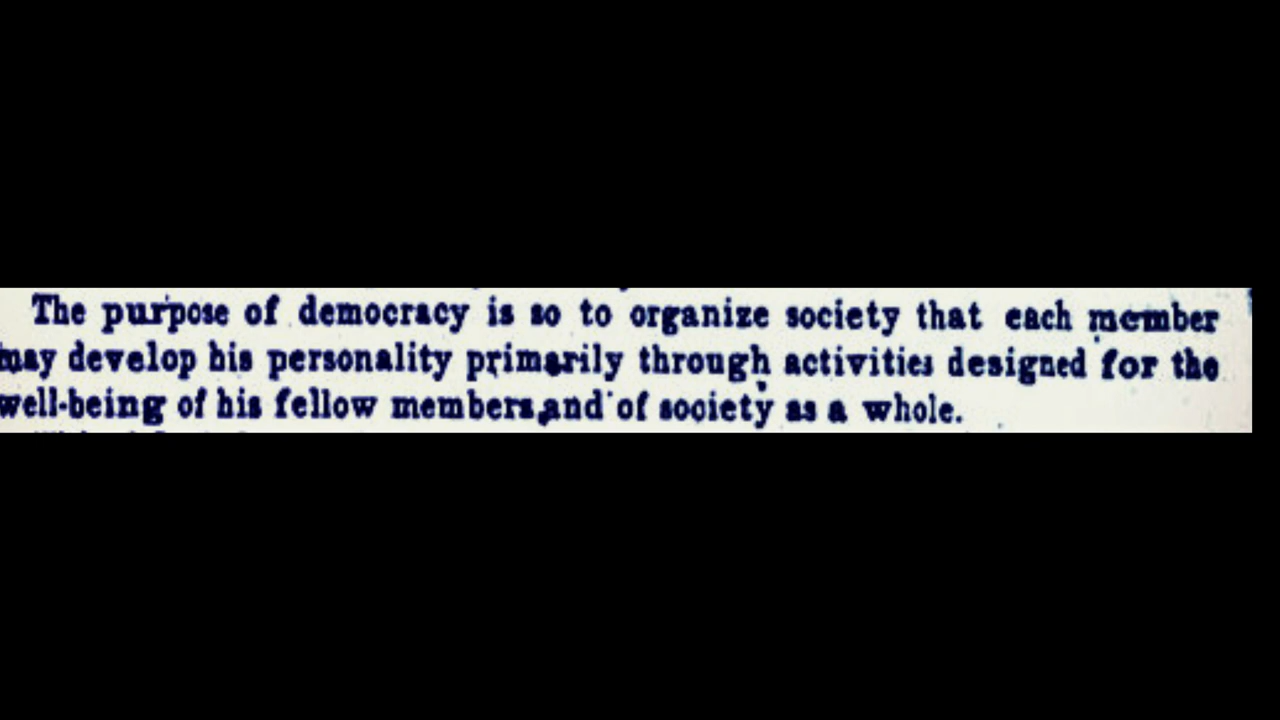 The purpose of democracy is so to organize society that each member
may develop his personality primarily through activities designed for the
well-being of his fellow members and of society as a whole.